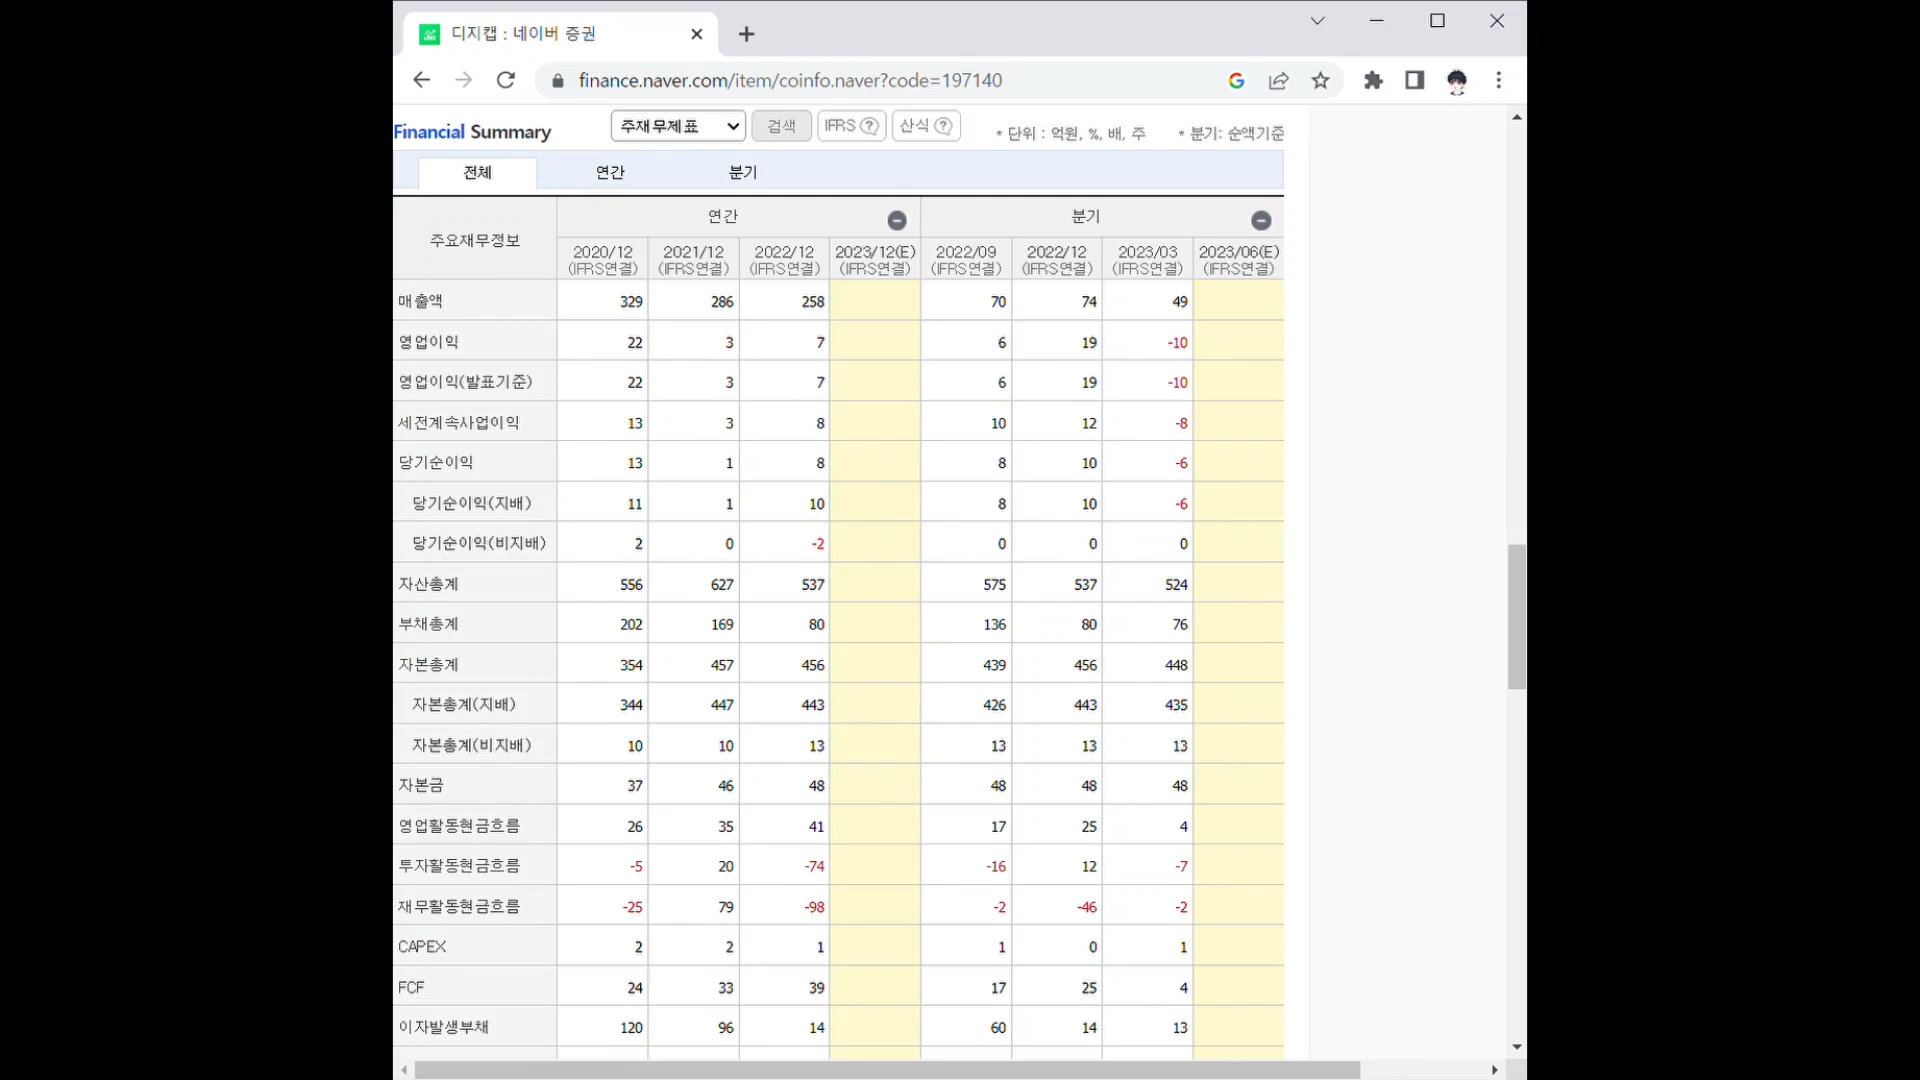 디지캡 : 네이버 증권
finance.naver.com/item/coinfo.naver?code=197140
Financial Summary 주재무제표 검색 IFRS ? 산식 ? * 단위 : 억원, %, 배, 주 * 분기: 순액기준
전체 연간 분기
주요재무정보 연간 분기
2020/12 2021/12 2022/12 2023/12(E) 2022/09 2022/12 2023/03 2023/06(E)
(IFRS연결) (IFRS연결) (IFRS연결) (IFRS연결) (IFRS연결) (IFRS연결) (IFRS연결) (IFRS연결)
매출액 329 286 258 70 74 49
영업이익 22 3 7 6 19 -10
영업이익(발표기준) 22 3 7 6 19 -10
세전계속사업이익 13 3 8 10 12 -8
당기순이익 13 1 8 8 10 -6
당기순이익(지배) 11 1 10 8 10 -6
당기순이익(비지배) 2 0 -2 0 0 0
자산총계 556 627 537 575 537 524
부채총계 202 169 80 136 80 76
자본총계 354 457 456 439 456 448
자본총계(지배) 344 447 443 426 443 435
자본총계(비지배) 10 10 13 13 13 13
자본금 37 46 48 48 48 48
영업활동현금흐름 26 35 41 17 25 4
투자활동현금흐름 -5 20 -74 -16 12 -7
재무활동현금흐름 -25 79 -98 -2 -46 -2
CAPEX 2 2 1 1 0 1
FCF 24 33 39 17 25 4
이자발생부채 120 96 14 60 14 13